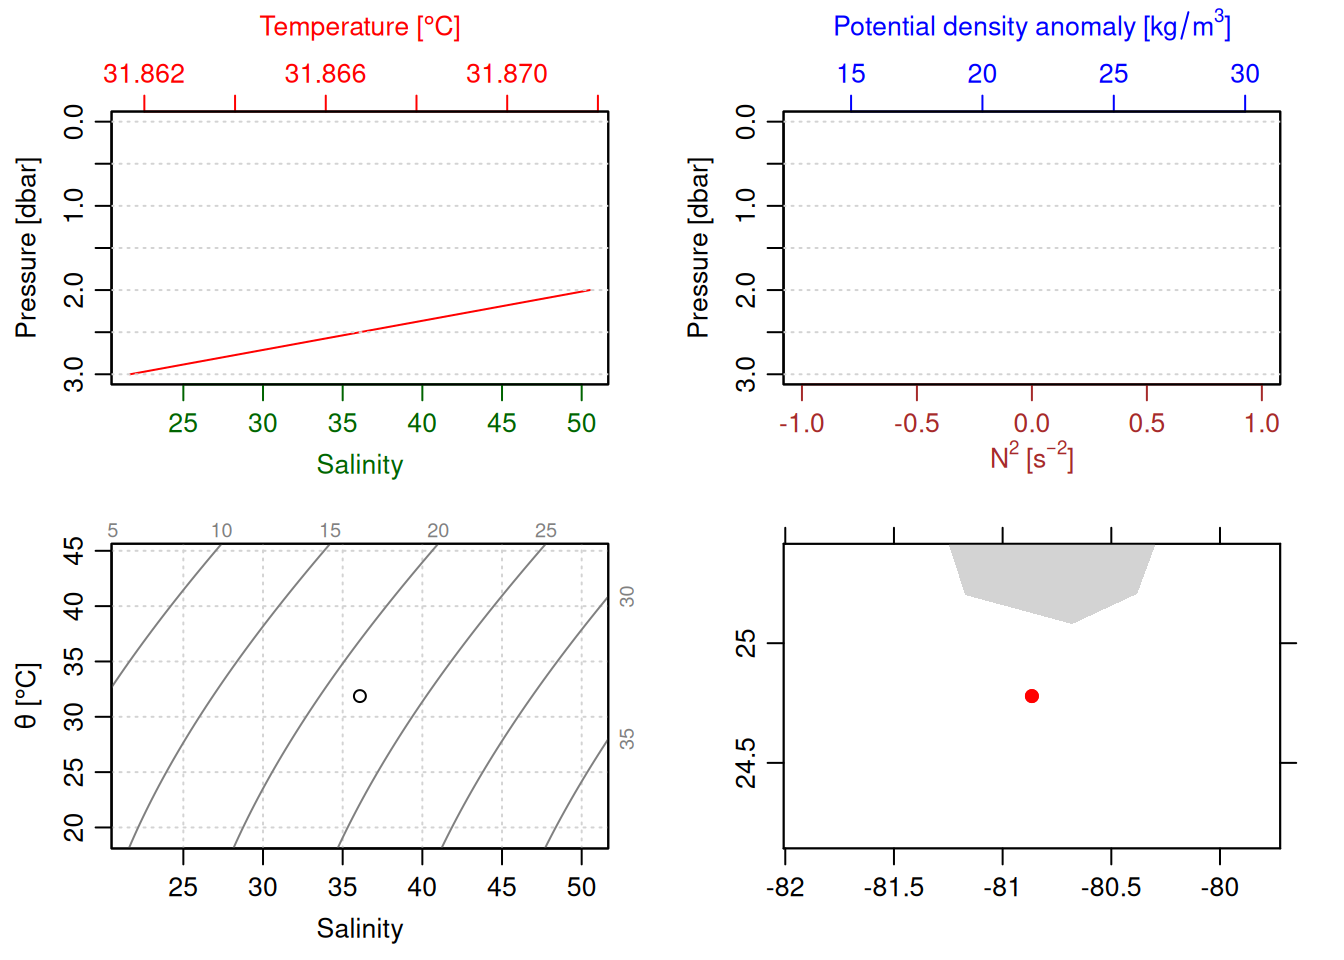 Temperature [°C]
31.862 31.866 31.870
Pressure [dbar]
0.0 1.0 2.0 3.0
25 30 35 40 45 50
Salinity
Potential density anomaly [kg/m³]
15 20 25 30
Pressure [dbar]
0.0 1.0 2.0 3.0
-1.0 -0.5 0.0 0.5 1.0
N² [s⁻²]
5 10 15 20 25
30
35
θ [°C]
45 40 35 30 25 20
25 30 35 40 45 50
Salinity
25
24.5
-82 -81.5 -81 -80.5 -80